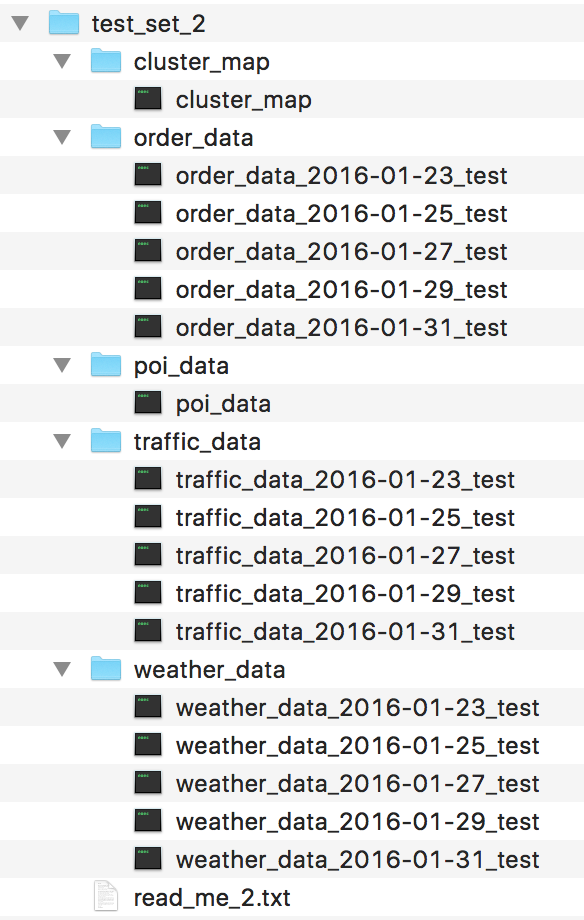 test_set_2
cluster_map
cluster_map
order_data
order_data_2016-01-23_test
order_data_2016-01-25_test
order_data_2016-01-27_test
order_data_2016-01-29_test
order_data_2016-01-31_test
poi_data
poi_data
traffic_data
traffic_data_2016-01-23_test
traffic_data_2016-01-25_test
traffic_data_2016-01-27_test
traffic_data_2016-01-29_test
traffic_data_2016-01-31_test
weather_data
weather_data_2016-01-23_test
weather_data_2016-01-25_test
weather_data_2016-01-27_test
weather_data_2016-01-29_test
weather_data_2016-01-31_test
read_me_2.txt